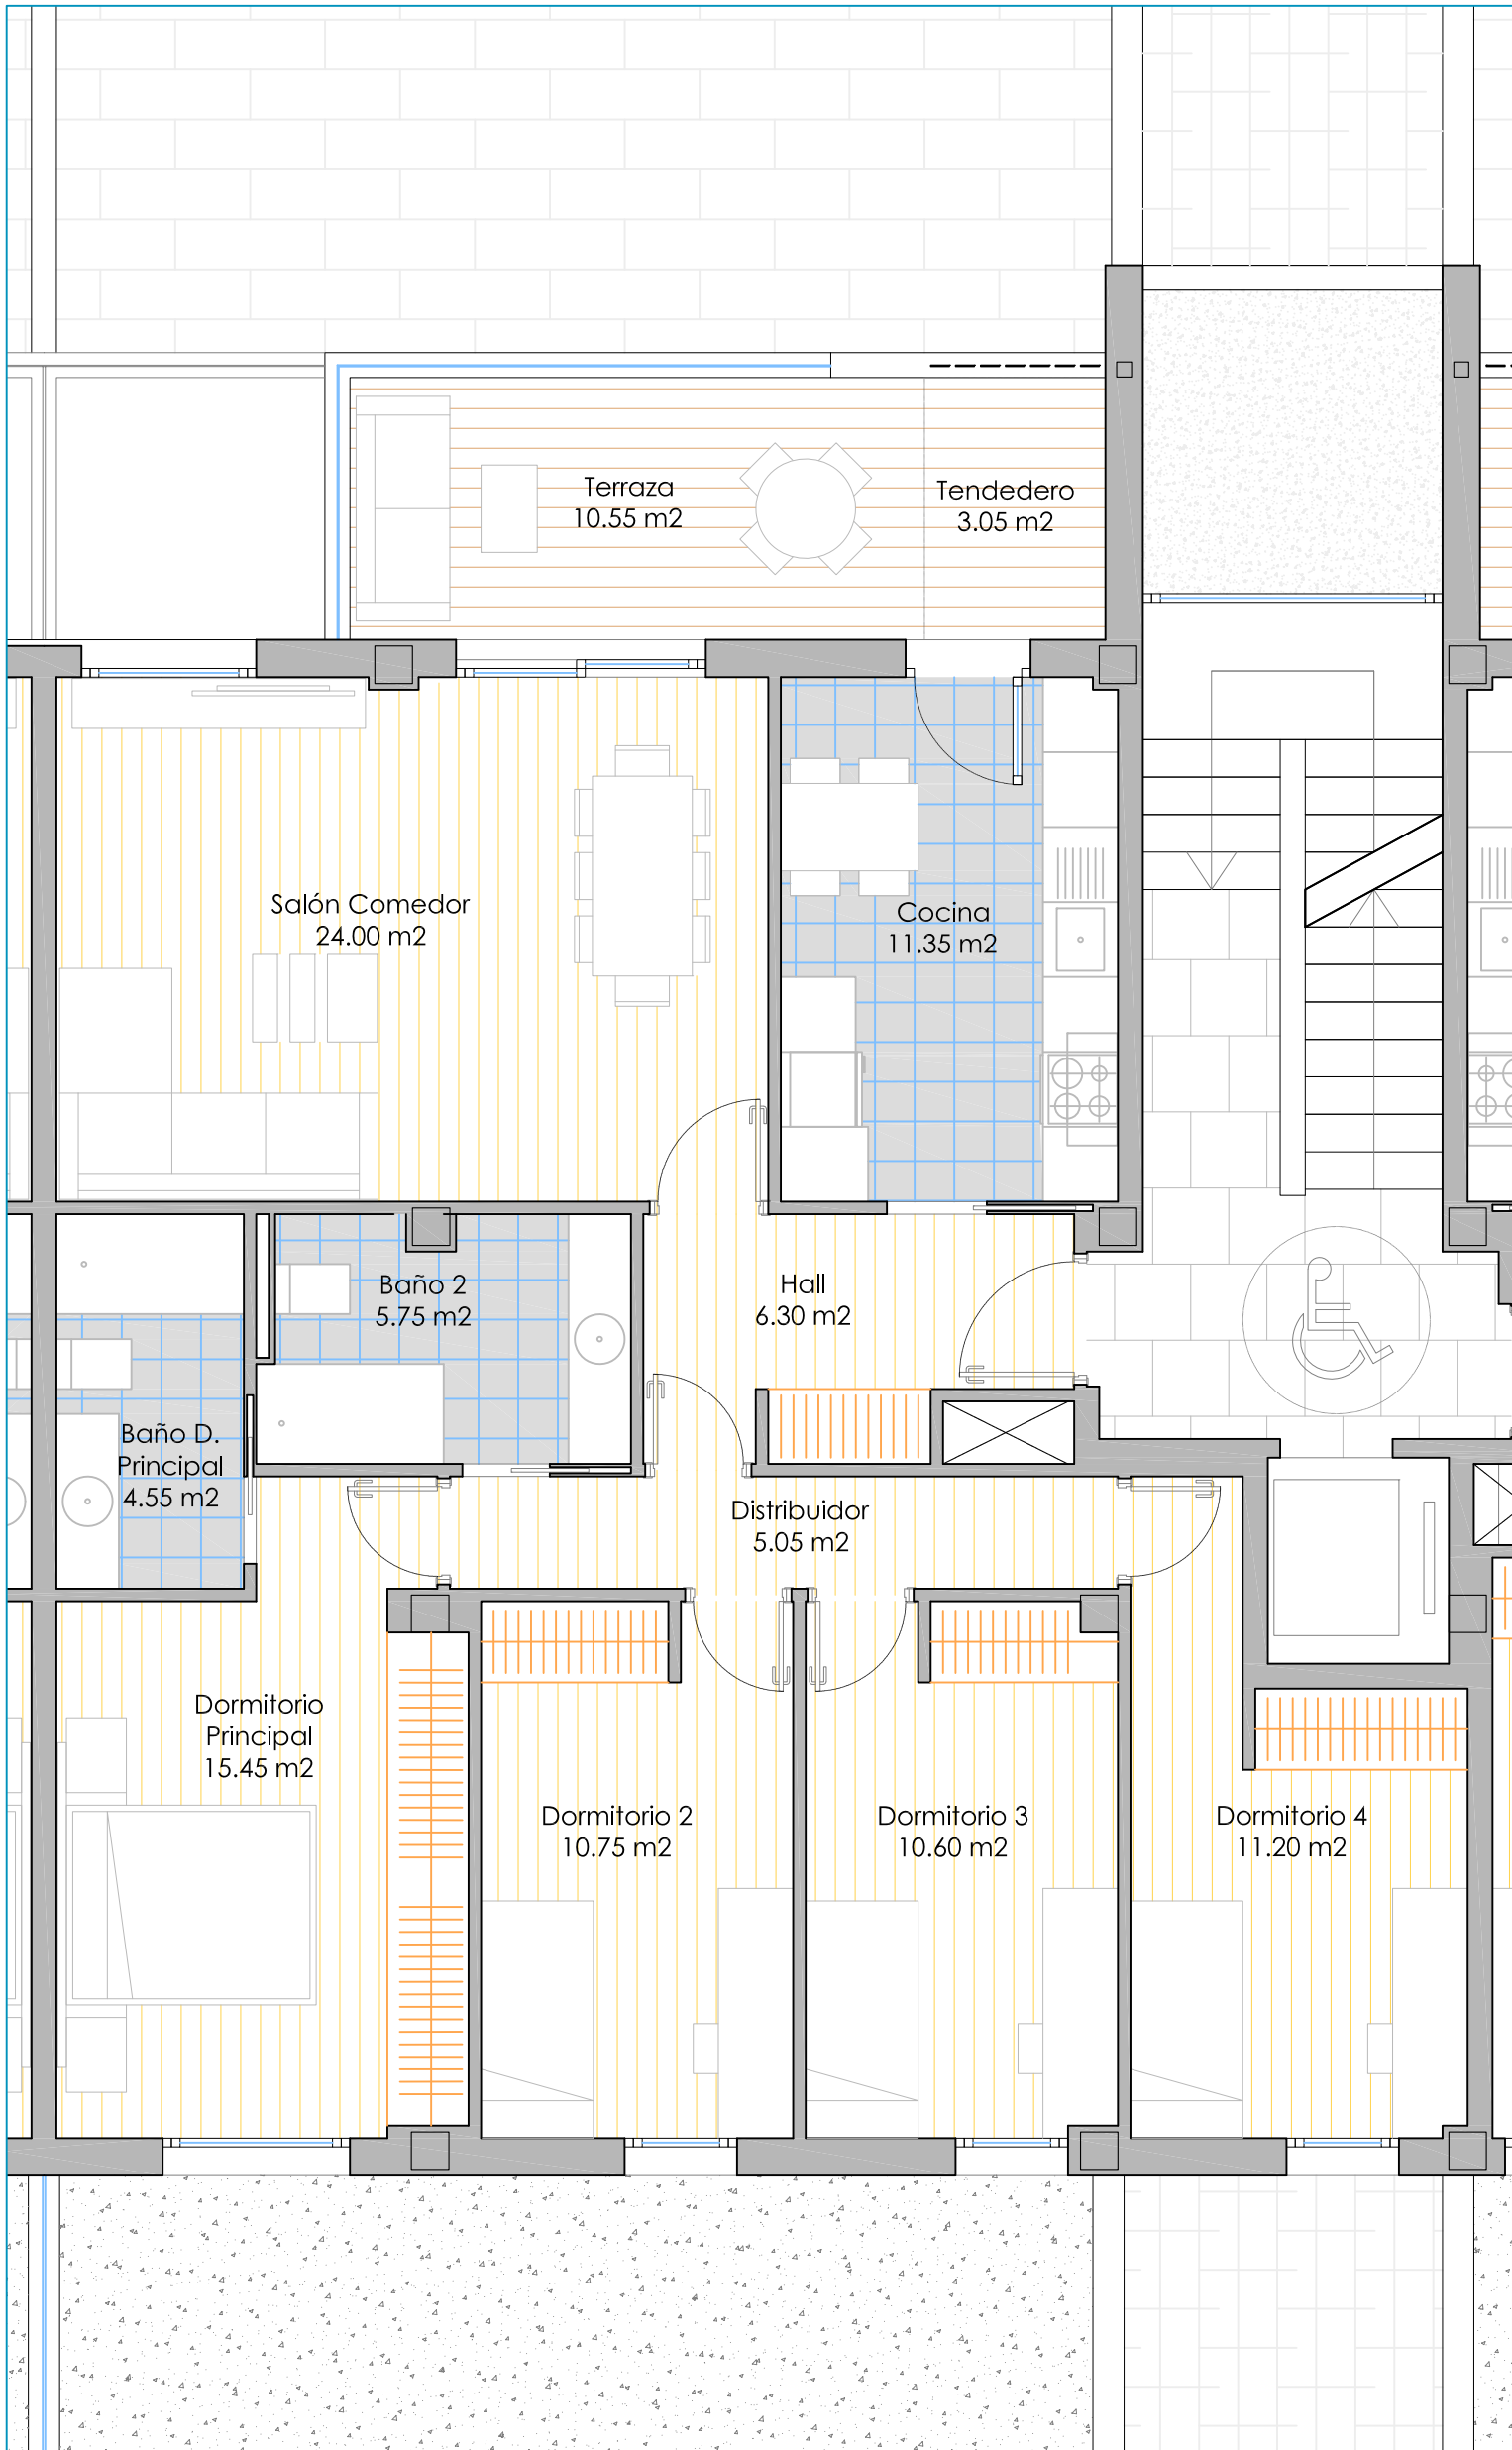 Terraza
10.55 m2
Tendedero
3.05 m2
Salón Comedor
24.00 m2
Cocina
11.35 m2
Baño 2
5.75 m2
Hall
6.30 m2
Baño D.
Principal
4.55 m2
Distribuidor
5.05 m2
Dormitorio
Principal
15.45 m2
Dormitorio 2
10.75 m2
Dormitorio 3
10.60 m2
Dormitorio 4
11.20 m2